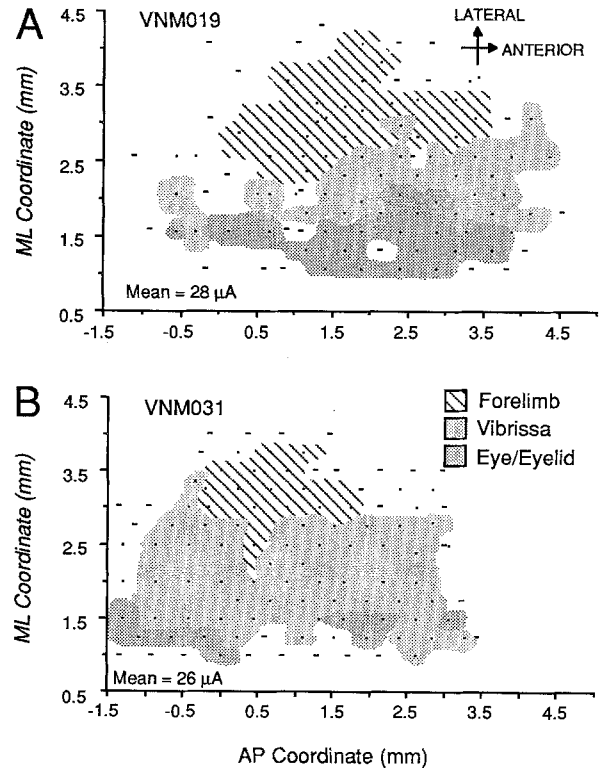 A
VNM019
LATERAL
ANTERIOR
4.5
3.5
2.5
1.5
0.5
ML Coordinate (mm)
Mean = 28 µA
-1.5 -0.5 0.5 1.5 2.5 3.5 4.5
B
VNM031
Forelimb
Vibrissa
Eye/Eyelid
4.5
3.5
2.5
1.5
0.5
ML Coordinate (mm)
Mean = 26 µA
-1.5 -0.5 0.5 1.5 2.5 3.5 4.5
AP Coordinate (mm)